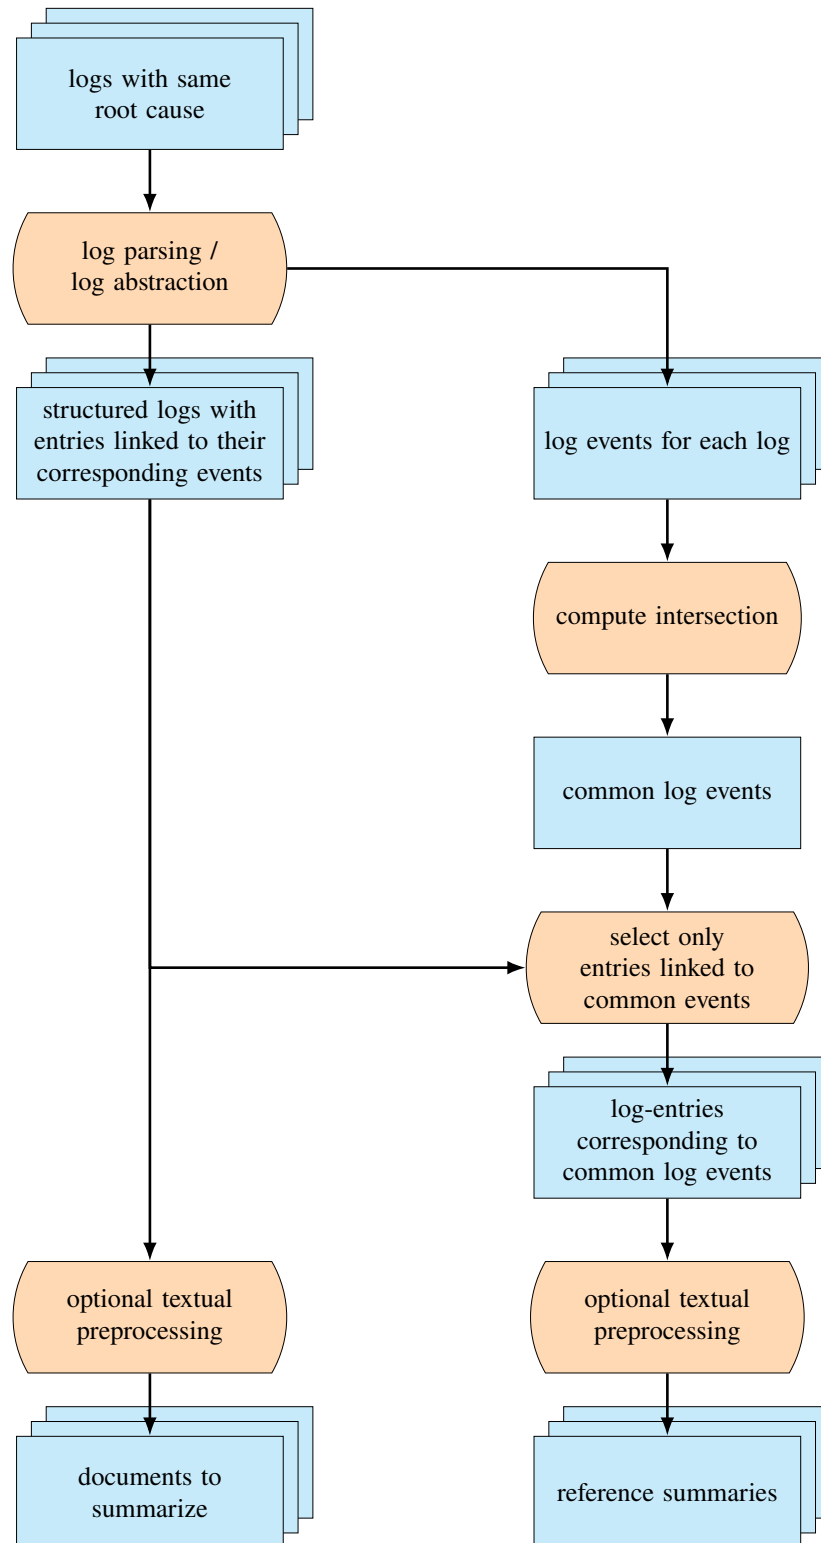 logs with same
root cause
log parsing /
log abstraction
structured logs with
entries linked to their
corresponding events
log events for each log
compute intersection
common log events
select only
entries linked to
common events
log-entries
corresponding to
common log events
optional textual
preprocessing
optional textual
preprocessing
documents to
summarize
reference summaries